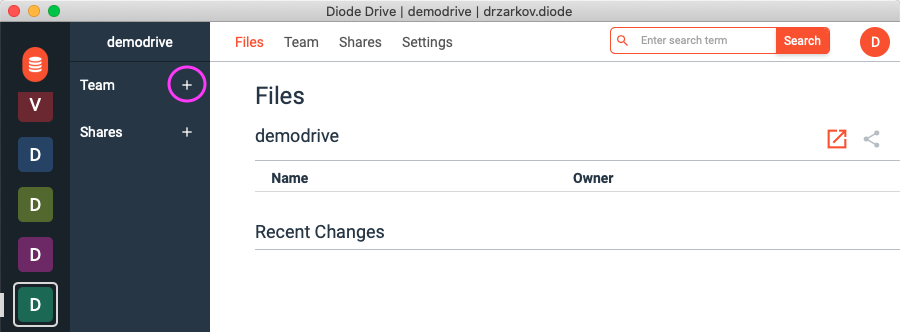 Diode Drive | demodrive | drzarkov.diode
demodrive
Files Team Shares Settings
Enter search term Search
D
Team +
V
Shares +
D
D
D
D
Files
demodrive
Name Owner
Recent Changes